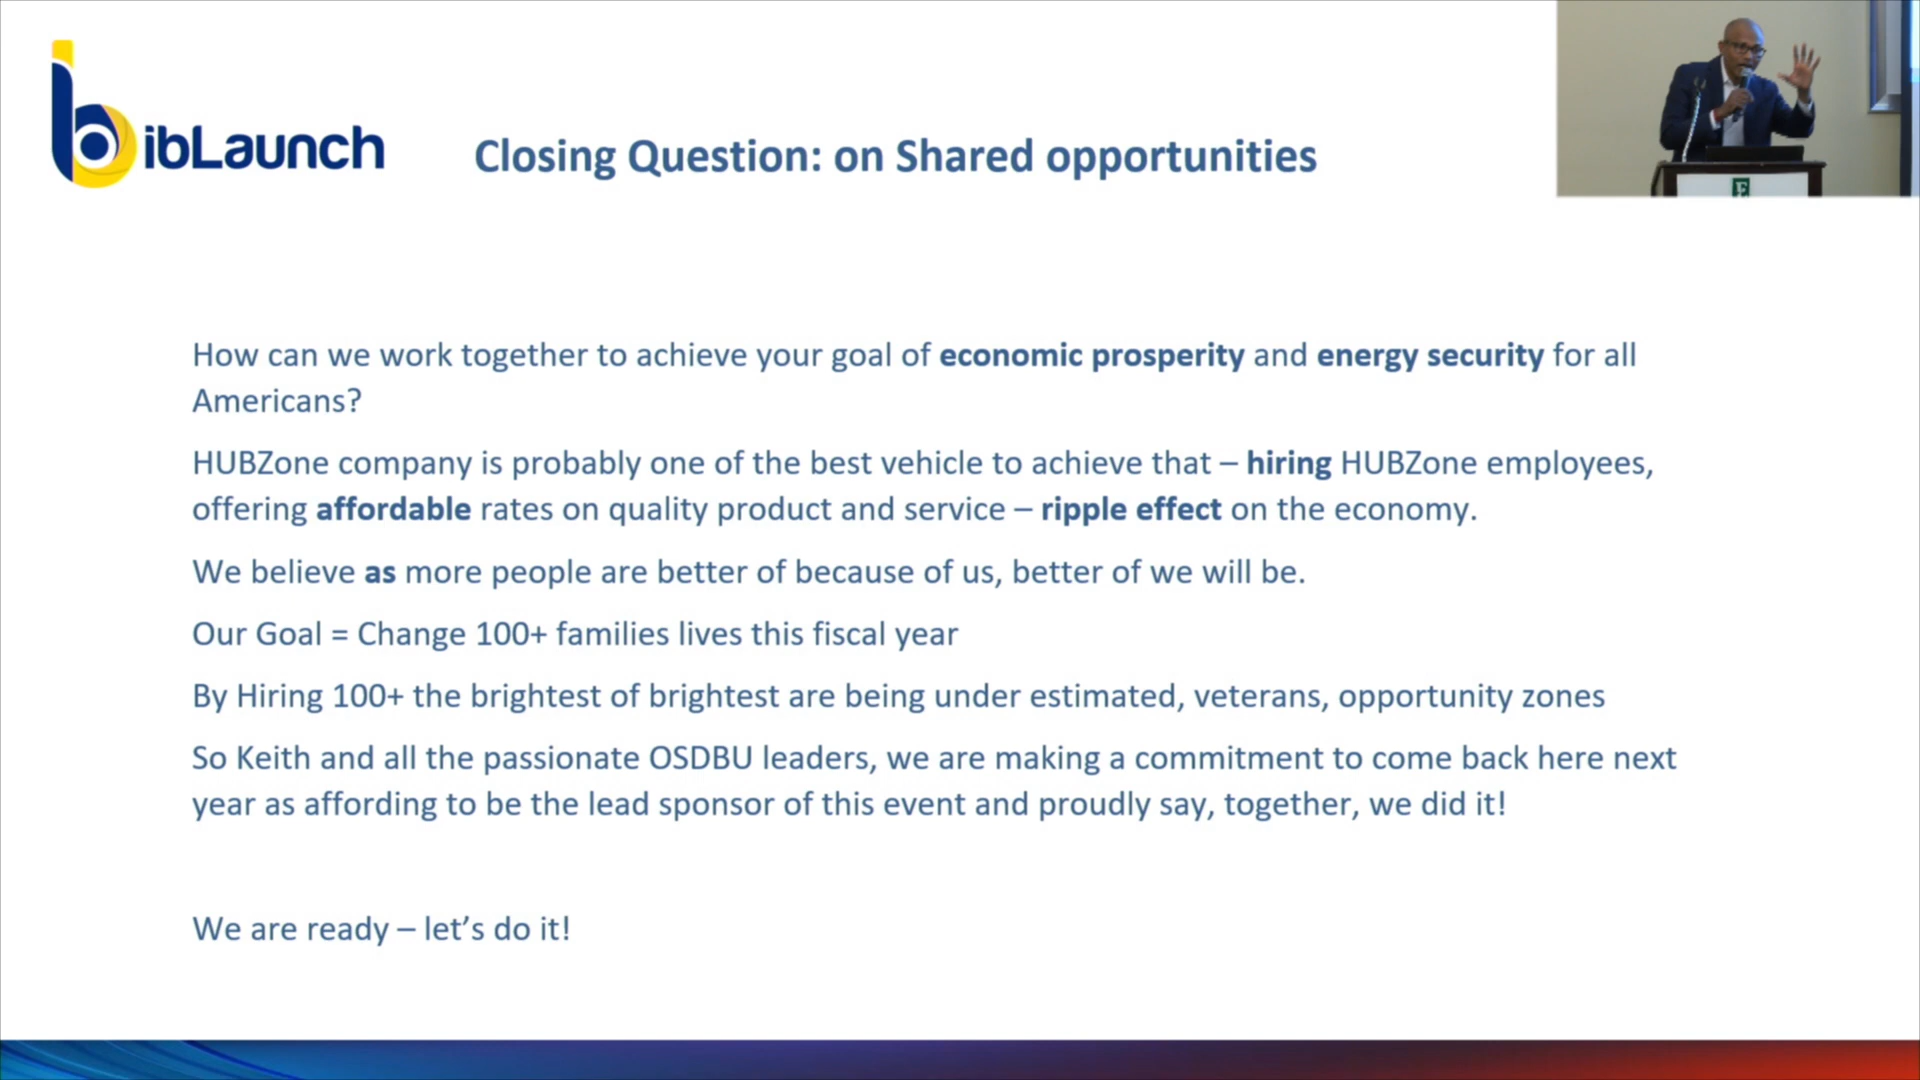 ibLaunch
Closing Question: on Shared opportunities
How can we work together to achieve your goal of economic prosperity and energy security for all
Americans?
HUBZone company is probably one of the best vehicle to achieve that – hiring HUBZone employees,
offering affordable rates on quality product and service – ripple effect on the economy.
We believe as more people are better of because of us, better of we will be.
Our Goal = Change 100+ families lives this fiscal year
By Hiring 100+ the brightest of brightest are being under estimated, veterans, opportunity zones
So Keith and all the passionate OSDBU leaders, we are making a commitment to come back here next
year as affording to be the lead sponsor of this event and proudly say, together, we did it!
We are ready – let’s do it!